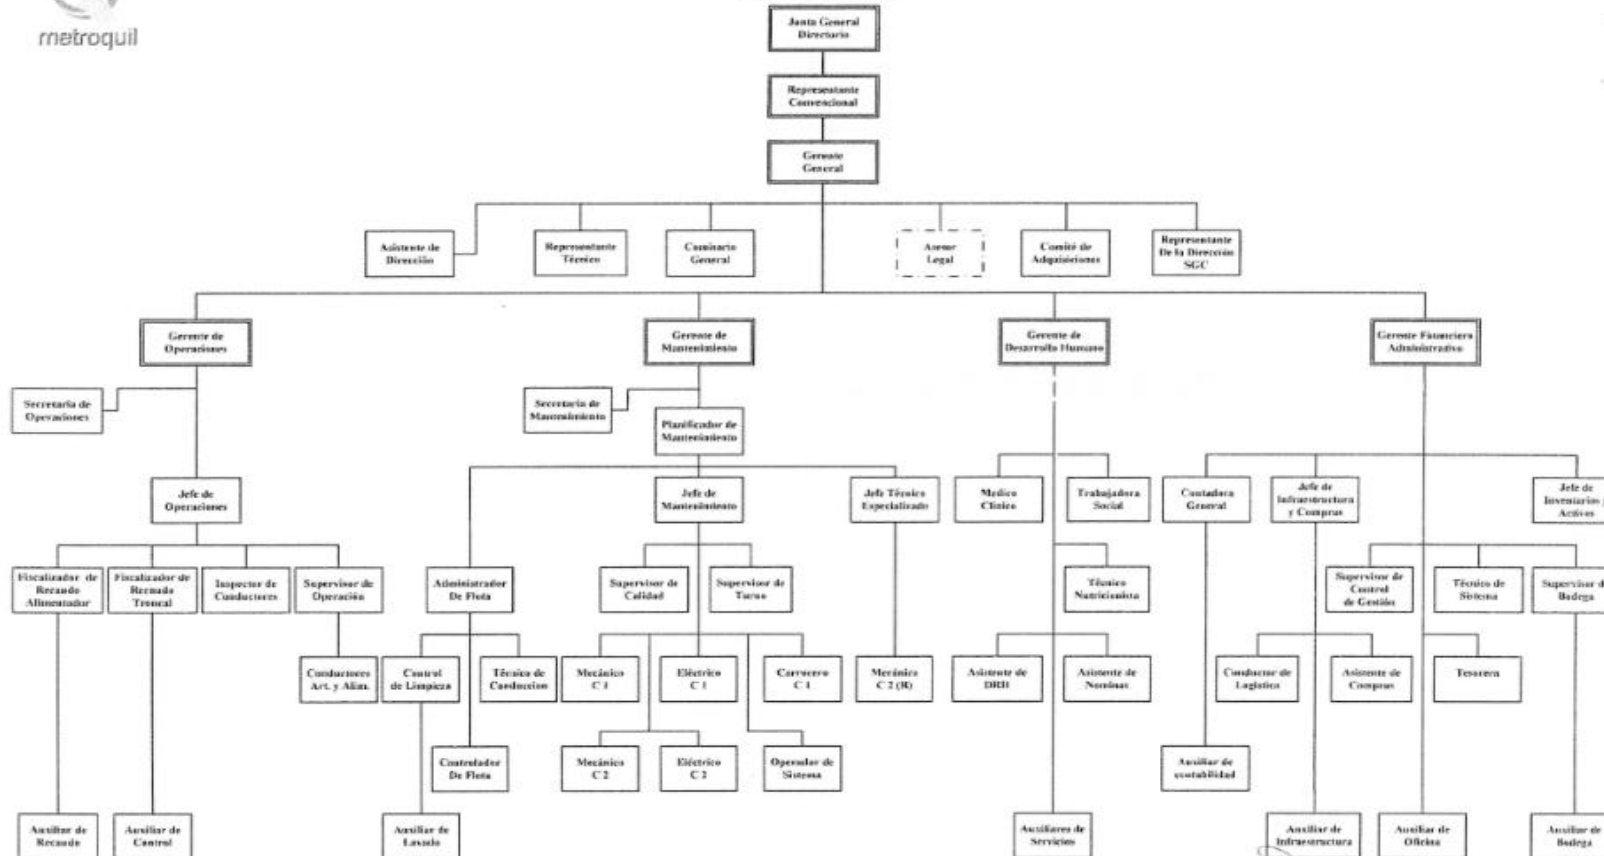 metroquil
Junta General
Directorio
Representante
Convencional
Gerente
General
Asistente de
Dirección
Representante
Técnico
Comisario
General
Asesor
Legal
Comité de
Adquisiciones
Representante
De la Dirección
SGC
Gerente de
Operaciones
Gerente de
Mantenimiento
Gerente de
Desarrollo Humano
Gerente Financiero
Administrativo
Secretaria de
Operaciones
Secretaria de
Mantenimiento
Planificador de
Mantenimiento
Jefe de
Operaciones
Jefe de
Mantenimiento
Jefe Técnico
Especializado
Medico
Clinico
Trabajadora
Social
Contadora
General
Jefe de
Infraestructura
y Compras
Jefe de
Inventarios y
Activos
Fiscalizador de
Recaudo
Alimentador
Fiscalizador de
Recaudo
Troncal
Inspector de
Conductores
Supervisor de
Operación
Administrador
De Flota
Supervisor de
Calidad
Supervisor de
Turno
Técnico
Nutricionista
Supervisor de
Control
de Gestión
Técnico de
Sistema
Supervisor d
Bodega
Conductores
Art. y Alim.
Control
de Limpieza
Técnico de
Conduccion
Mecánico
C 1
Eléctrico
C 1
Carrocero
C 1
Mecánico
C 2 (H)
Asistente de
DRH
Asistente de
Nominas
Conductor de
Logística
Asistente de
Compras
Tesorera
Controlador
De Flota
Mecánico
C 2
Eléctrico
C 2
Operador de
Sistema
Auxiliar de
contabilidad
Auxiliar de
Recaudo
Auxiliar de
Control
Auxiliar de
Lavado
Auxiliares de
Servicios
Auxiliar de
Infraestructura
Auxiliar de
Oficina
Auxiliar de
Bodega